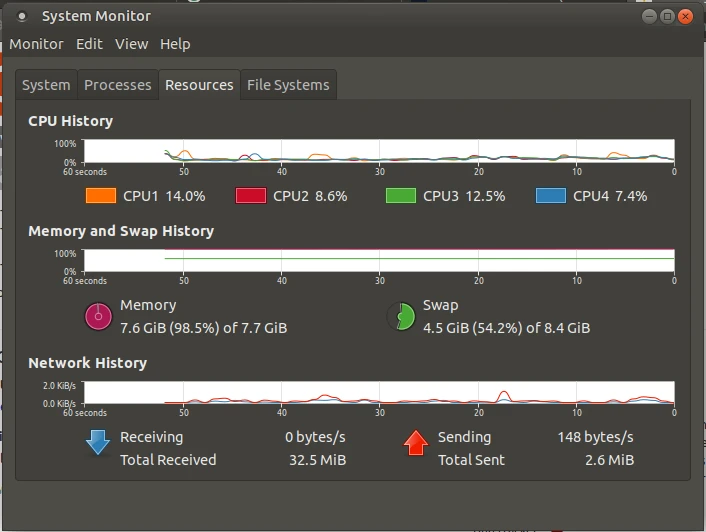 System Monitor
Monitor Edit View Help
System Processes Resources File Systems
CPU History
100%
0%
60 seconds 50 40 30 20 10 0
CPU1 14.0% CPU2 8.6% CPU3 12.5% CPU4 7.4%
Memory and Swap History
100%
0%
60 seconds 50 40 30 20 10 0
Memory Swap
7.6 GiB (98.5%) of 7.7 GiB 4.5 GiB (54.2%) of 8.4 GiB
Network History
2.0 KiB/s
0.0 KiB/s
60 seconds 50 40 30 20 10 0
Receiving 0 bytes/s Sending 148 bytes/s
Total Received 32.5 MiB Total Sent 2.6 MiB